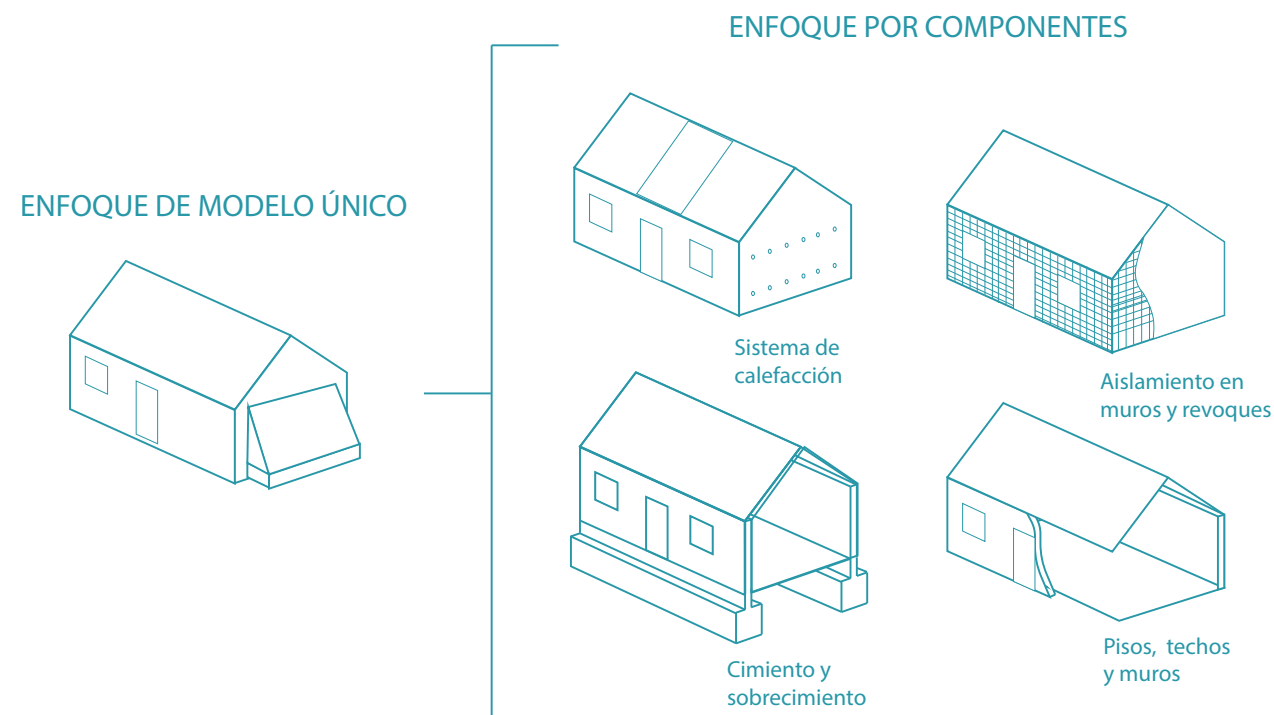 ENFOQUE POR COMPONENTES
ENFOQUE DE MODELO ÚNICO
Sistema de
calefacción
Aislamiento en
muros y revoques
Cimiento y
sobrecimiento
Pisos, techos
y muros